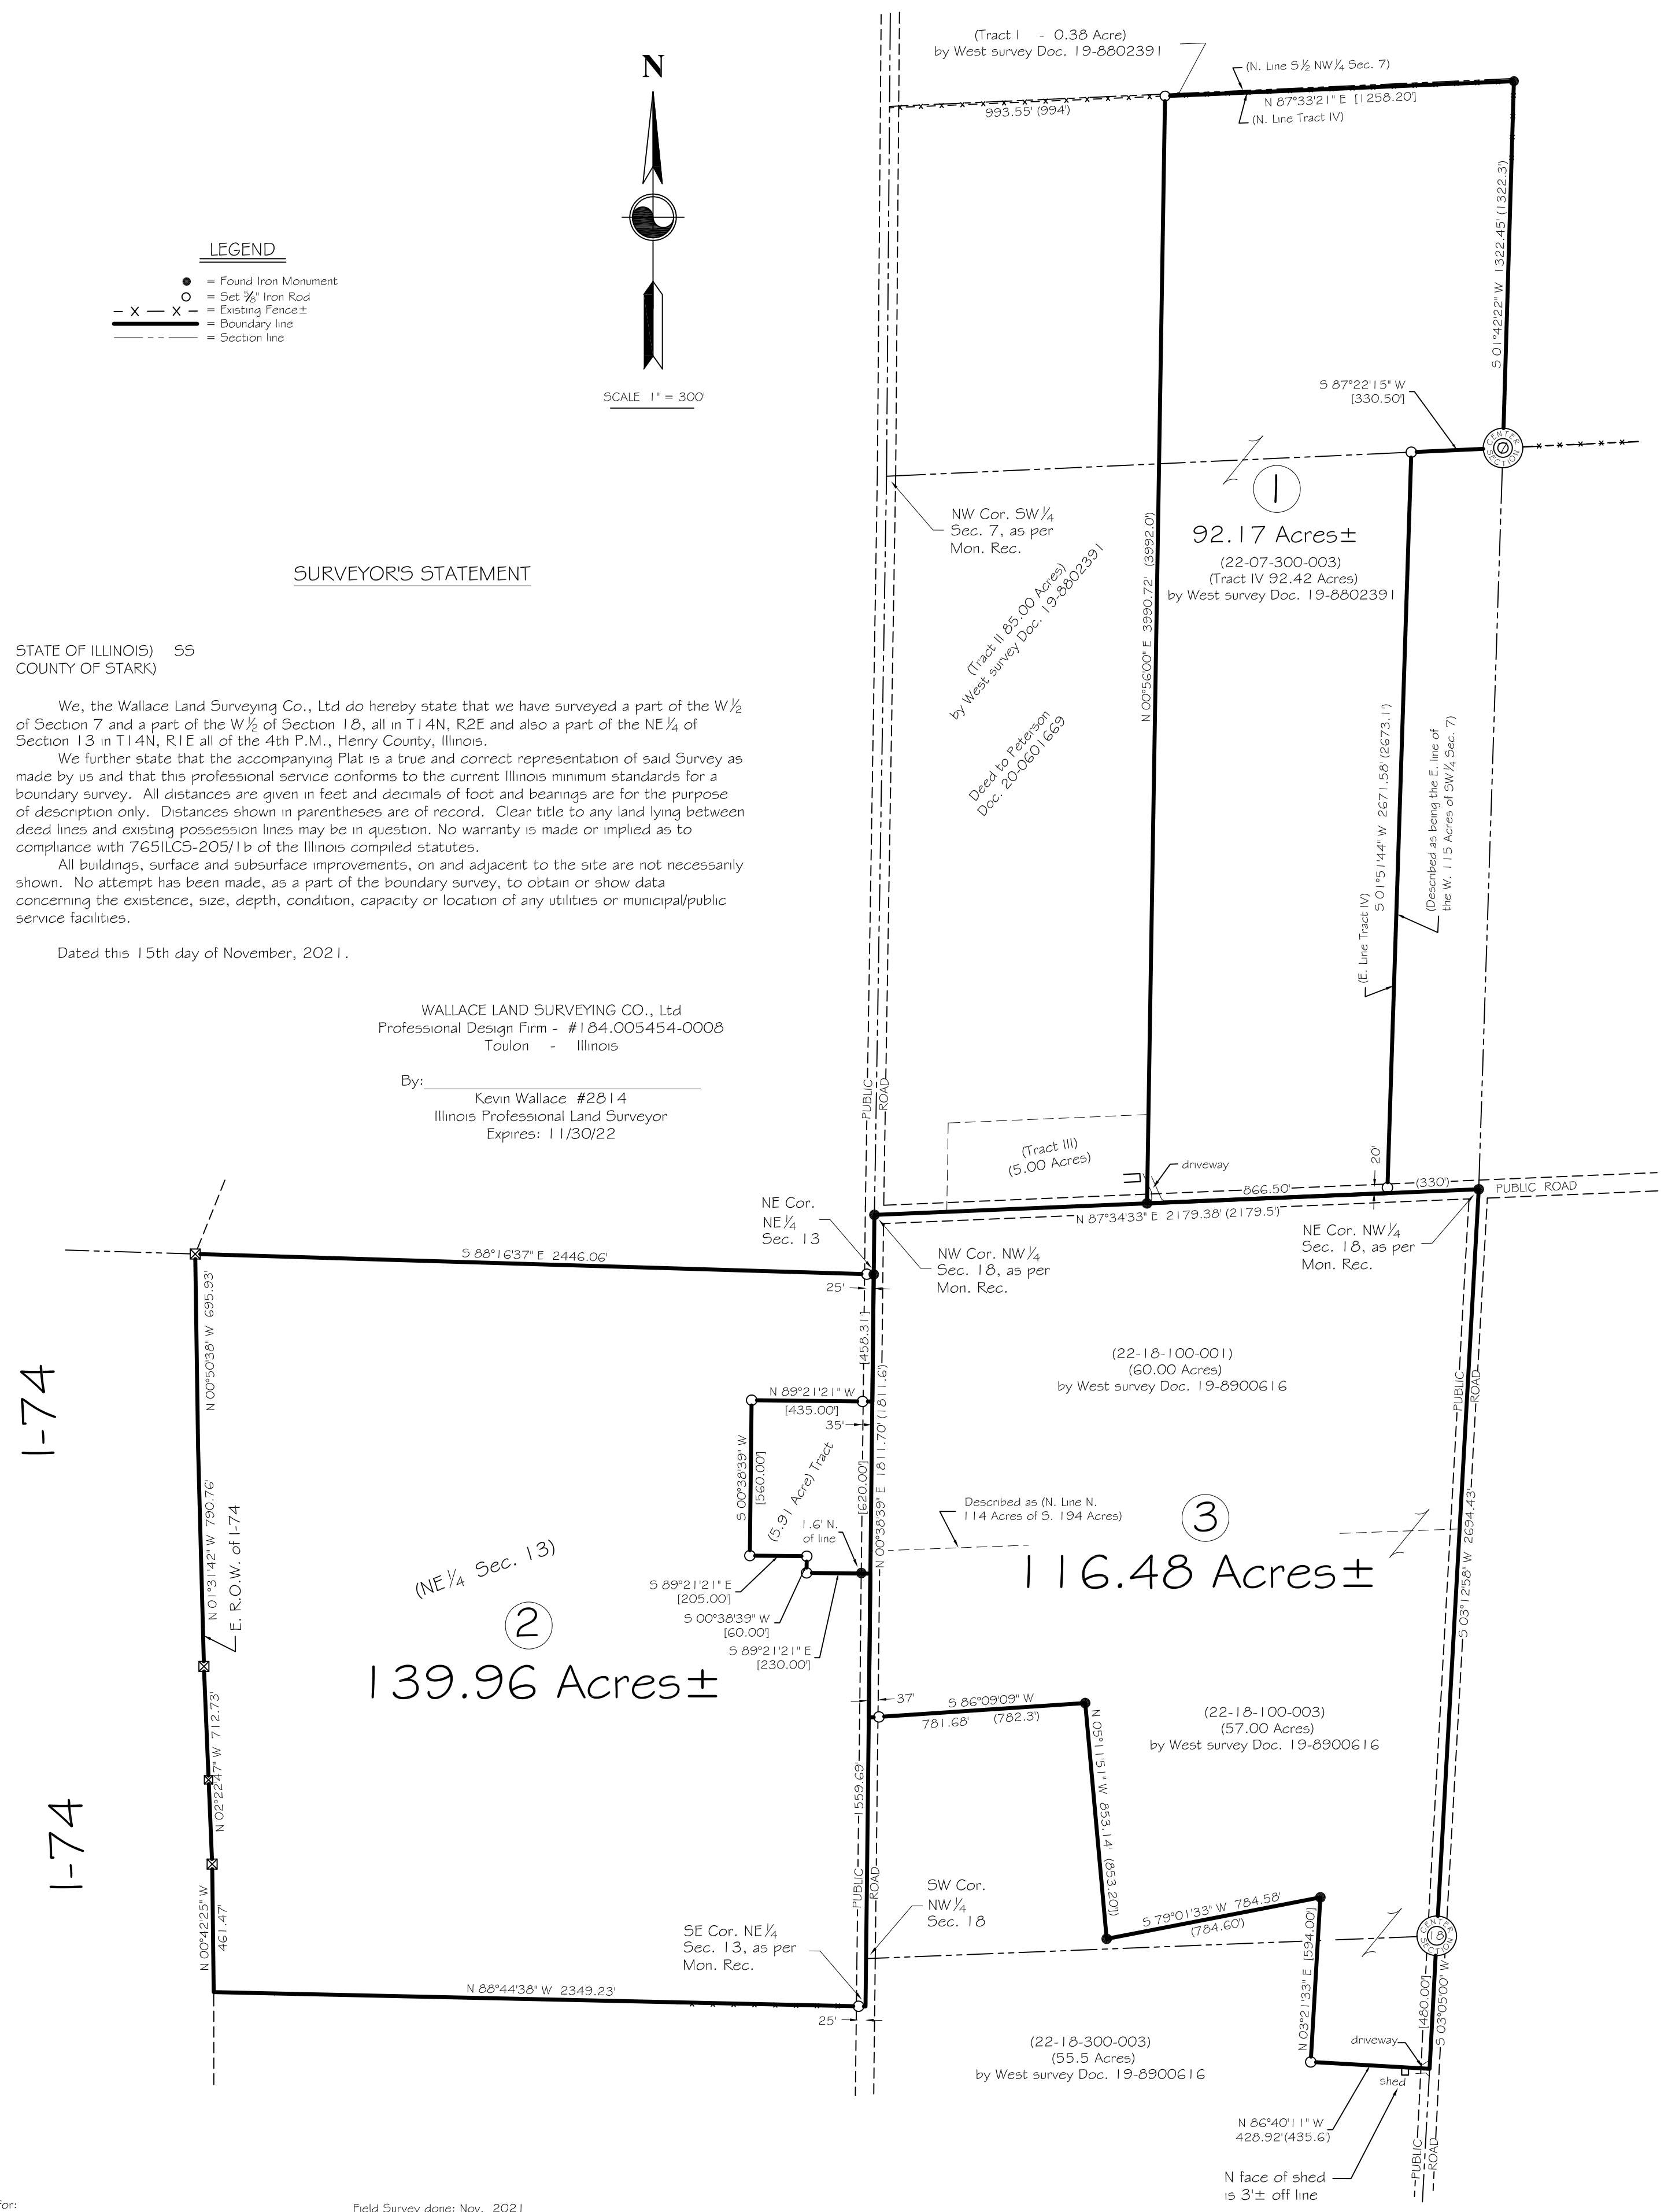 (Tract I - 0.38 Acre)
by West survey Doc. 19-8802391
(N. Line S½ NW¼ Sec. 7)
993.55' (994')
N 87°33'21" E [1258.20']
(N. Line Tract IV)
N
SCALE 1" = 300'
LEGEND
= Found Iron Monument
= Set ⅝" Iron Rod
- X - X - = Existing Fence±
= Boundary line
= Section line
S 01°42'22" W 1322.45' (1322.3')
S 87°22'15" W
[330.50']
CENTER
SECTION
NW Cor. SW¼
Sec. 7, as per
Mon. Rec.
1
92.17 Acres±
(22-07-300-003)
(Tract IV 92.42 Acres)
by West survey Doc. 19-8802391
N 00°56'00" E 3990.72' (3992.0')
(Tract II 85.00 Acres)
by West survey Doc. 19-8802391
Deed to Peterson
Doc. 20-0601669
(E. Line Tract IV)
S 01°51'44" W 2671.58' (2673.1')
(Described as being the E. line of
the W. 115 Acres of SW¼ Sec. 7)
SURVEYOR'S STATEMENT
STATE OF ILLINOIS) SS
COUNTY OF STARK)
We, the Wallace Land Surveying Co., Ltd do hereby state that we have surveyed a part of the W½
of Section 7 and a part of the W½ of Section 18, all in T14N, R2E and also a part of the NE¼ of
Section 13 in T14N, R1E all of the 4th P.M., Henry County, Illinois.
We further state that the accompanying Plat is a true and correct representation of said Survey as
made by us and that this professional service conforms to the current Illinois minimum standards for a
boundary survey. All distances are given in feet and decimals of foot and bearings are for the purpose
of description only. Distances shown in parentheses are of record. Clear title to any land lying between
deed lines and existing possession lines may be in question. No warranty is made or implied as to
compliance with 765ILCS-205/1b of the Illinois compiled statutes.
All buildings, surface and subsurface improvements, on and adjacent to the site are not necessarily
shown. No attempt has been made, as a part of the boundary survey, to obtain or show data
concerning the existence, size, depth, condition, capacity or location of any utilities or municipal/public
service facilities.
Dated this 15th day of November, 2021.
WALLACE LAND SURVEYING CO., Ltd
Professional Design Firm - #184.005454-0008
Toulon - Illinois
By:
Kevin Wallace #2814
Illinois Professional Land Surveyor
Expires: 11/30/22
PUBLIC
ROAD
(Tract III)
(5.00 Acres)
driveway
20'
866.50'
(330')
PUBLIC ROAD
N 87°34'33" E 2179.38' (2179.5')
NE Cor.
NE¼
Sec. 13
NW Cor. NW¼
Sec. 18, as per
Mon. Rec.
NE Cor. NW¼
Sec. 18, as per
Mon. Rec.
S 88°16'37" E 2446.06'
25'
N 00°50'38" W 695.93'
I-74
[458.31']
N 89°21'21" W
[435.00']
35'
S 00°38'39" W
[560.00']
(5.91 Acre) Tract
[620.00']
N 00°38'39" E 1811.70' (1811.6')
1.6' N.
of line
(22-18-100-001)
(60.00 Acres)
by West survey Doc. 19-8900616
PUBLIC
ROAD
Described as (N. Line N.
114 Acres of S. 194 Acres)
3
116.48 Acres±
S 03°12'58" W 2694.43'
N 01°31'42" W 790.76'
E. R.O.W. of I-74
(NE¼ Sec. 13)
2
139.96 Acres±
S 89°21'21" E
[205.00']
S 00°38'39" W
[60.00']
S 89°21'21" E
[230.00']
37'
S 86°09'09" W
781.68' (782.3')
(22-18-100-003)
(57.00 Acres)
by West survey Doc. 19-8900616
N 02°22'47" W 712.73'
I-74
N 05°11'51" W 853.14' (853.20')
1559.69'
PUBLIC
ROAD
S 79°01'33" W 784.58'
(784.60')
N 00°42'25" W
461.47'
SE Cor. NE¼
Sec. 13, as per
Mon. Rec.
SW Cor.
NW¼
Sec. 18
CENTER
18
SECTION
N 03°21'33" E [594.00']
[480.00']
S 03°05'00" W
N 88°44'38" W 2349.23'
25'
(22-18-300-003)
(55.5 Acres)
by West survey Doc. 19-8900616
driveway
shed
N 86°40'11" W
428.92'(435.6')
PUBLIC
ROAD
N face of shed
is 3'± off line
for:
Field Survey done: Nov. 2021